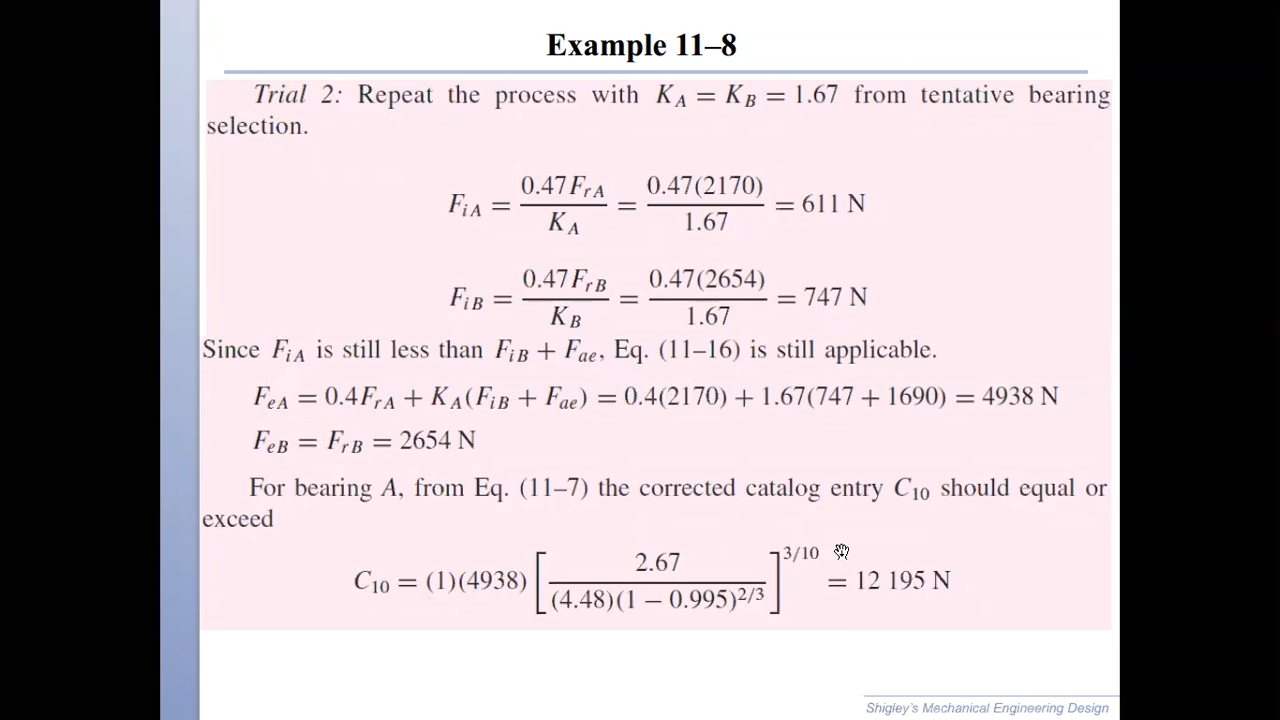 Example 11–8
Trial 2: Repeat the process with K_A = K_B = 1.67 from tentative bearing
selection.
F_iA = 0.47F_rA / K_A = 0.47(2170) / 1.67 = 611 N
F_iB = 0.47F_rB / K_B = 0.47(2654) / 1.67 = 747 N
Since F_iA is still less than F_iB + F_ae, Eq. (11–16) is still applicable.
F_eA = 0.4F_rA + K_A(F_iB + F_ae) = 0.4(2170) + 1.67(747 + 1690) = 4938 N
F_eB = F_rB = 2654 N
For bearing A, from Eq. (11–7) the corrected catalog entry C_10 should equal or
exceed
C_10 = (1)(4938) [2.67 / (4.48)(1 − 0.995)^2/3]^3/10 = 12 195 N
Shigley's Mechanical Engineering Design